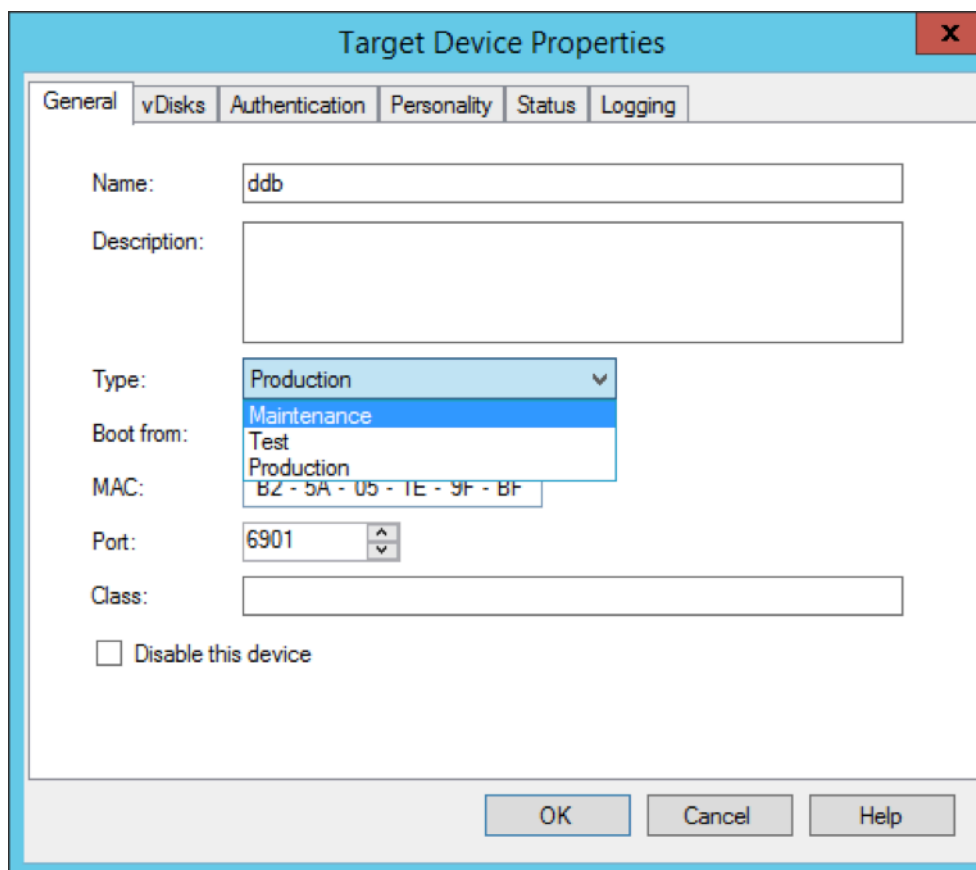 Target Device Properties
x
General vDisks Authentication Personality Status Logging
Name: ddb
Description:
Type: Production
Maintenance
Boot from:
Test
Production
MAC: B2 - 5A - 05 - 1E - 9F - BF
Port: 6901
Class:
Disable this device
OK Cancel Help